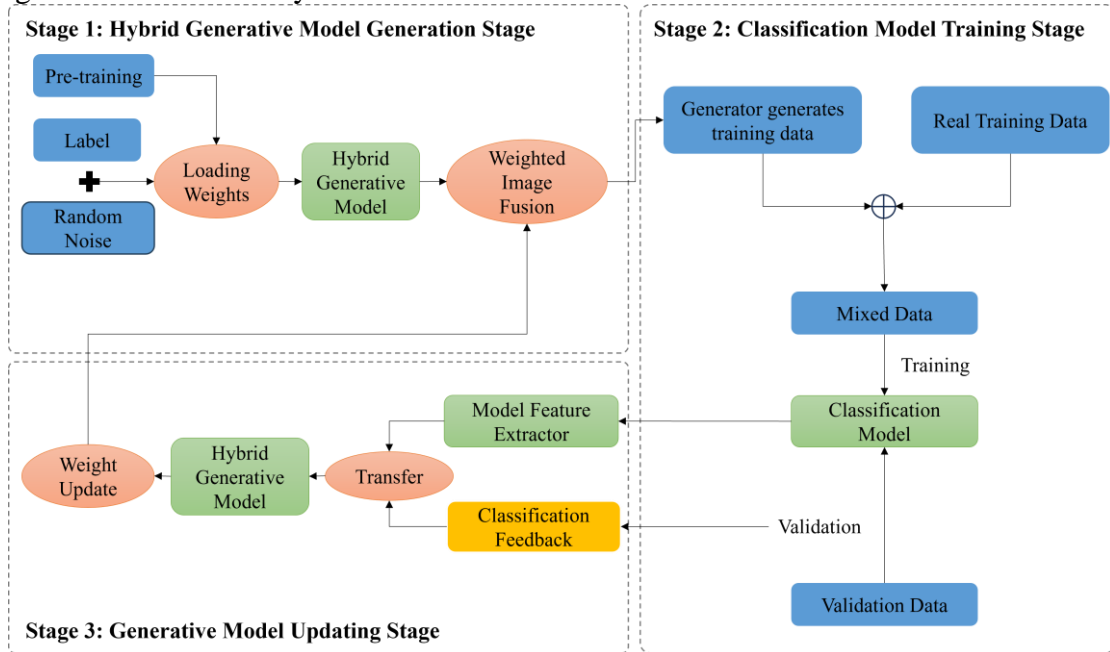 Stage 1: Hybrid Generative Model Generation Stage
Pre-training
Label
Random
Noise
Loading
Weights
Hybrid
Generative
Model
Weighted
Image
Fusion
Stage 2: Classification Model Training Stage
Generator generates
training data
Real Training Data
Mixed Data
Training
Classification
Model
Validation
Validation Data
Model Feature
Extractor
Classification
Feedback
Transfer
Hybrid
Generative
Model
Weight
Update
Stage 3: Generative Model Updating Stage